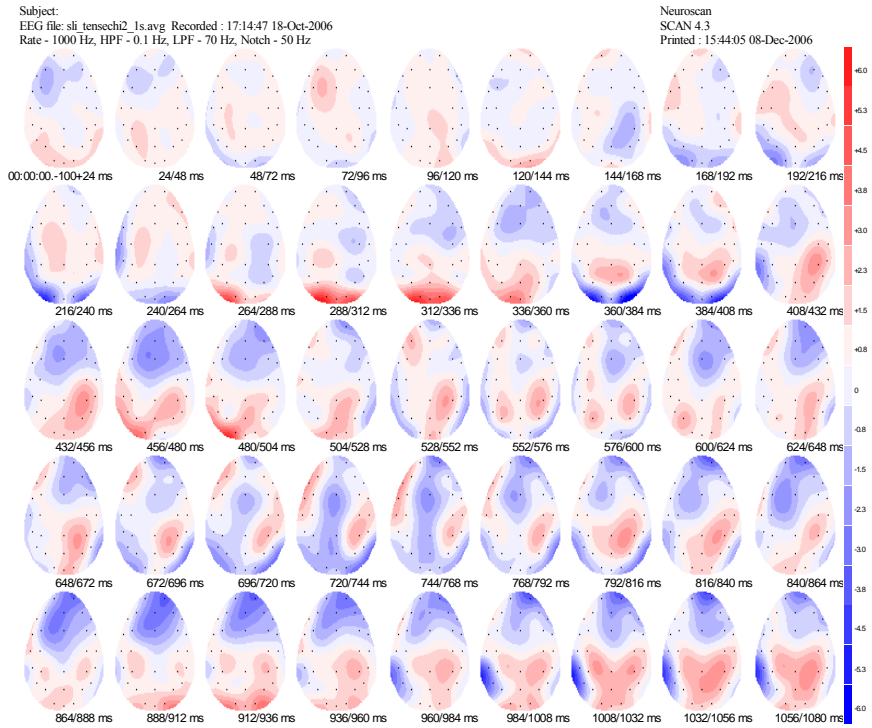 Subject:
EEG file: sli_tensechi2_1s.avg Recorded : 17:14:47 18-Oct-2006
Rate - 1000 Hz, HPF - 0.1 Hz, LPF - 70 Hz, Notch - 50 Hz
Neuroscan
SCAN 4.3
Printed : 15:44:05 08-Dec-2006
00:00:00.-100+24 ms 24/48 ms 48/72 ms 72/96 ms 96/120 ms 120/144 ms 144/168 ms 168/192 ms 192/216 ms
216/240 ms 240/264 ms 264/288 ms 288/312 ms 312/336 ms 336/360 ms 360/384 ms 384/408 ms 408/432 ms
432/456 ms 456/480 ms 480/504 ms 504/528 ms 528/552 ms 552/576 ms 576/600 ms 600/624 ms 624/648 ms
648/672 ms 672/696 ms 696/720 ms 720/744 ms 744/768 ms 768/792 ms 792/816 ms 816/840 ms 840/864 ms
864/888 ms 888/912 ms 912/936 ms 936/960 ms 960/984 ms 984/1008 ms 1008/1032 ms 1032/1056 ms 1056/1080 ms
+6.0
+5.3
+4.5
+3.8
+3.0
+2.3
+1.5
+0.8
0
-0.8
-1.5
-2.3
-3.0
-3.8
-4.5
-5.3
-6.0